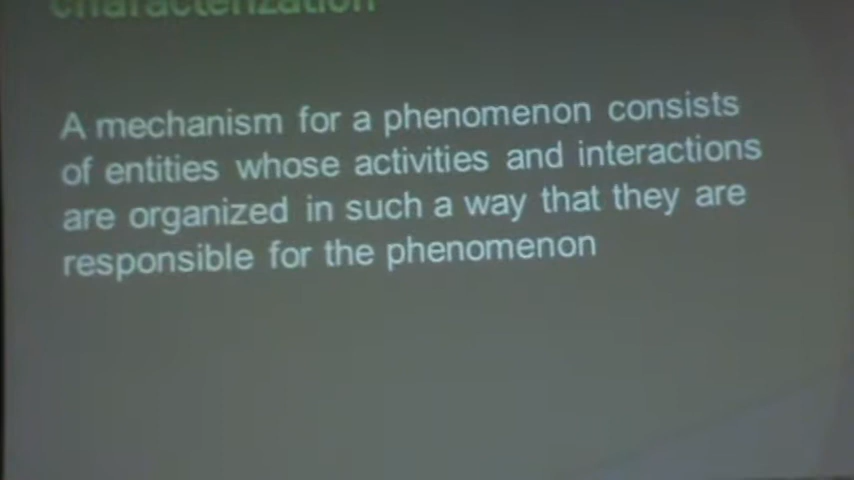 characterization
A mechanism for a phenomenon consists
of entities whose activities and interactions
are organized in such a way that they are
responsible for the phenomenon